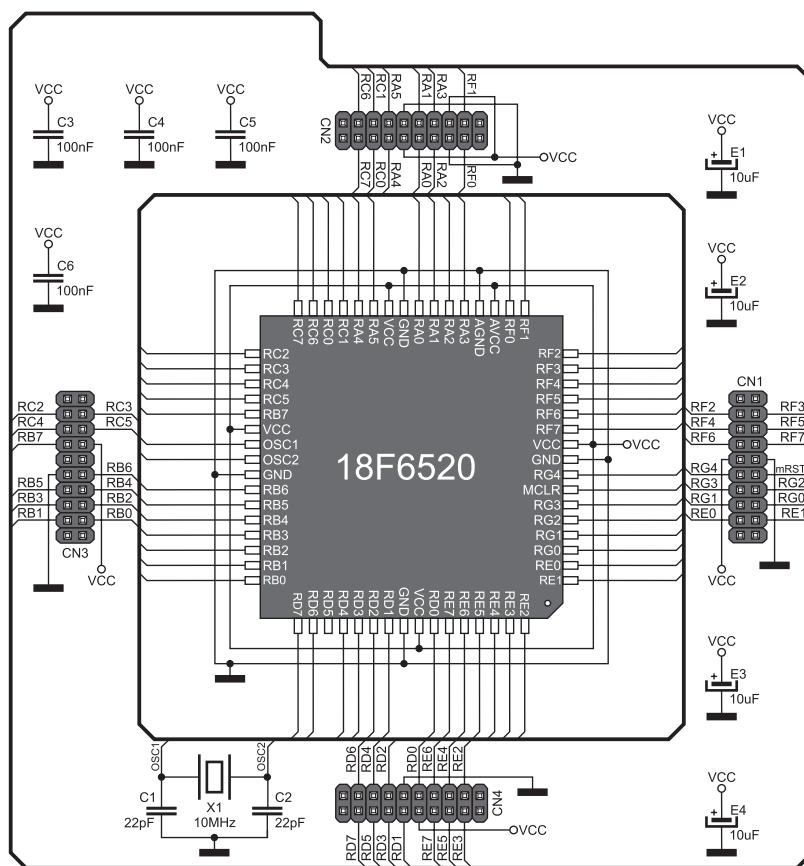 RC6 RC1 RA5 RA1 RA3 RF1
VCC VCC VCC
C3 C4 C5
100nF 100nF 100nF
CN2
VCC
VCC
E1
10uF
RC7 RC0 RA4 RA0 RA2 RF0
VCC
C6
100nF
VCC
E2
10uF
RC7 RC6 RC0 RC1 RA4 RA5 VCC GND RA0 RA1 RA2 RA3 AGND AVCC RF0 RF1
RC2 RF2
RC3 RF3
RC4 RF4
RC5 RF5
RB7 RF6
VCC RF7
OSC1 VCC VCC
OSC2 GND
GND RG4
RB6 MCLR
RB5 RG3
RB4 RG2
RB3 RG1
RB2 RG0
RB1 RE0
RB0 RE1
18F6520
RD7 RD6 RD5 RD4 RD3 RD2 RD1 GND VCC RD0 RE7 RE6 RE5 RE4 RE3 RE2
RC2 RC3
RC4 RC5
RB7
RB6
RB5 RB4
RB3 RB2
RB1 RB0
CN3
VCC
CN1
RF2 RF3
RF4 RF5
RF6 RF7
RG4 mRST
RG3 RG2
RG1 RG0
RE0 RE1
VCC
VCC
E3
10uF
OSC1 OSC2
C1 C2
22pF X1 22pF
10MHz
RD6 RD4 RD2 RD0 RE6 RE4 RE2
CN4
VCC
RD7 RD5 RD3 RD1 RE7 RE5 RE3
VCC
E4
10uF